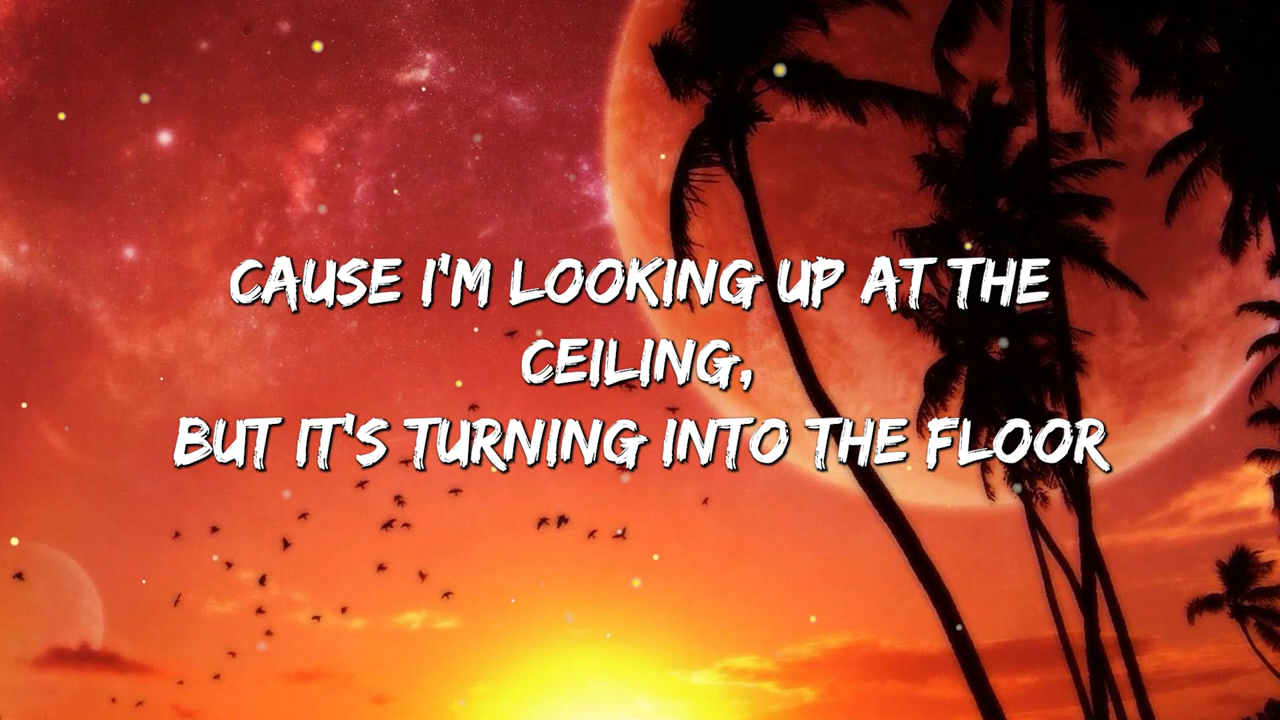 CAUSE I'M LOOKING UP AT THE
CEILING,
BUT IT'S TURNING INTO THE FLOOR